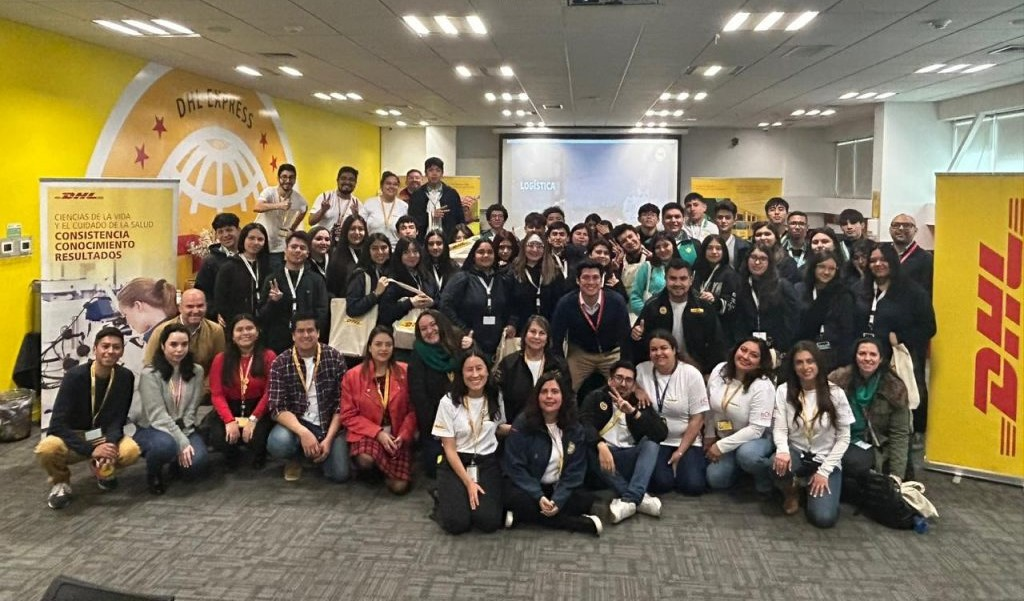 DHL EXPRESS
DHL
CIENCIAS DE LA VIDA
Y EL CUIDADO DE LA SALUD
CONSISTENCIA
CONOCIMIENTO
RESULTADOS
LOGÍSTICA
DHL